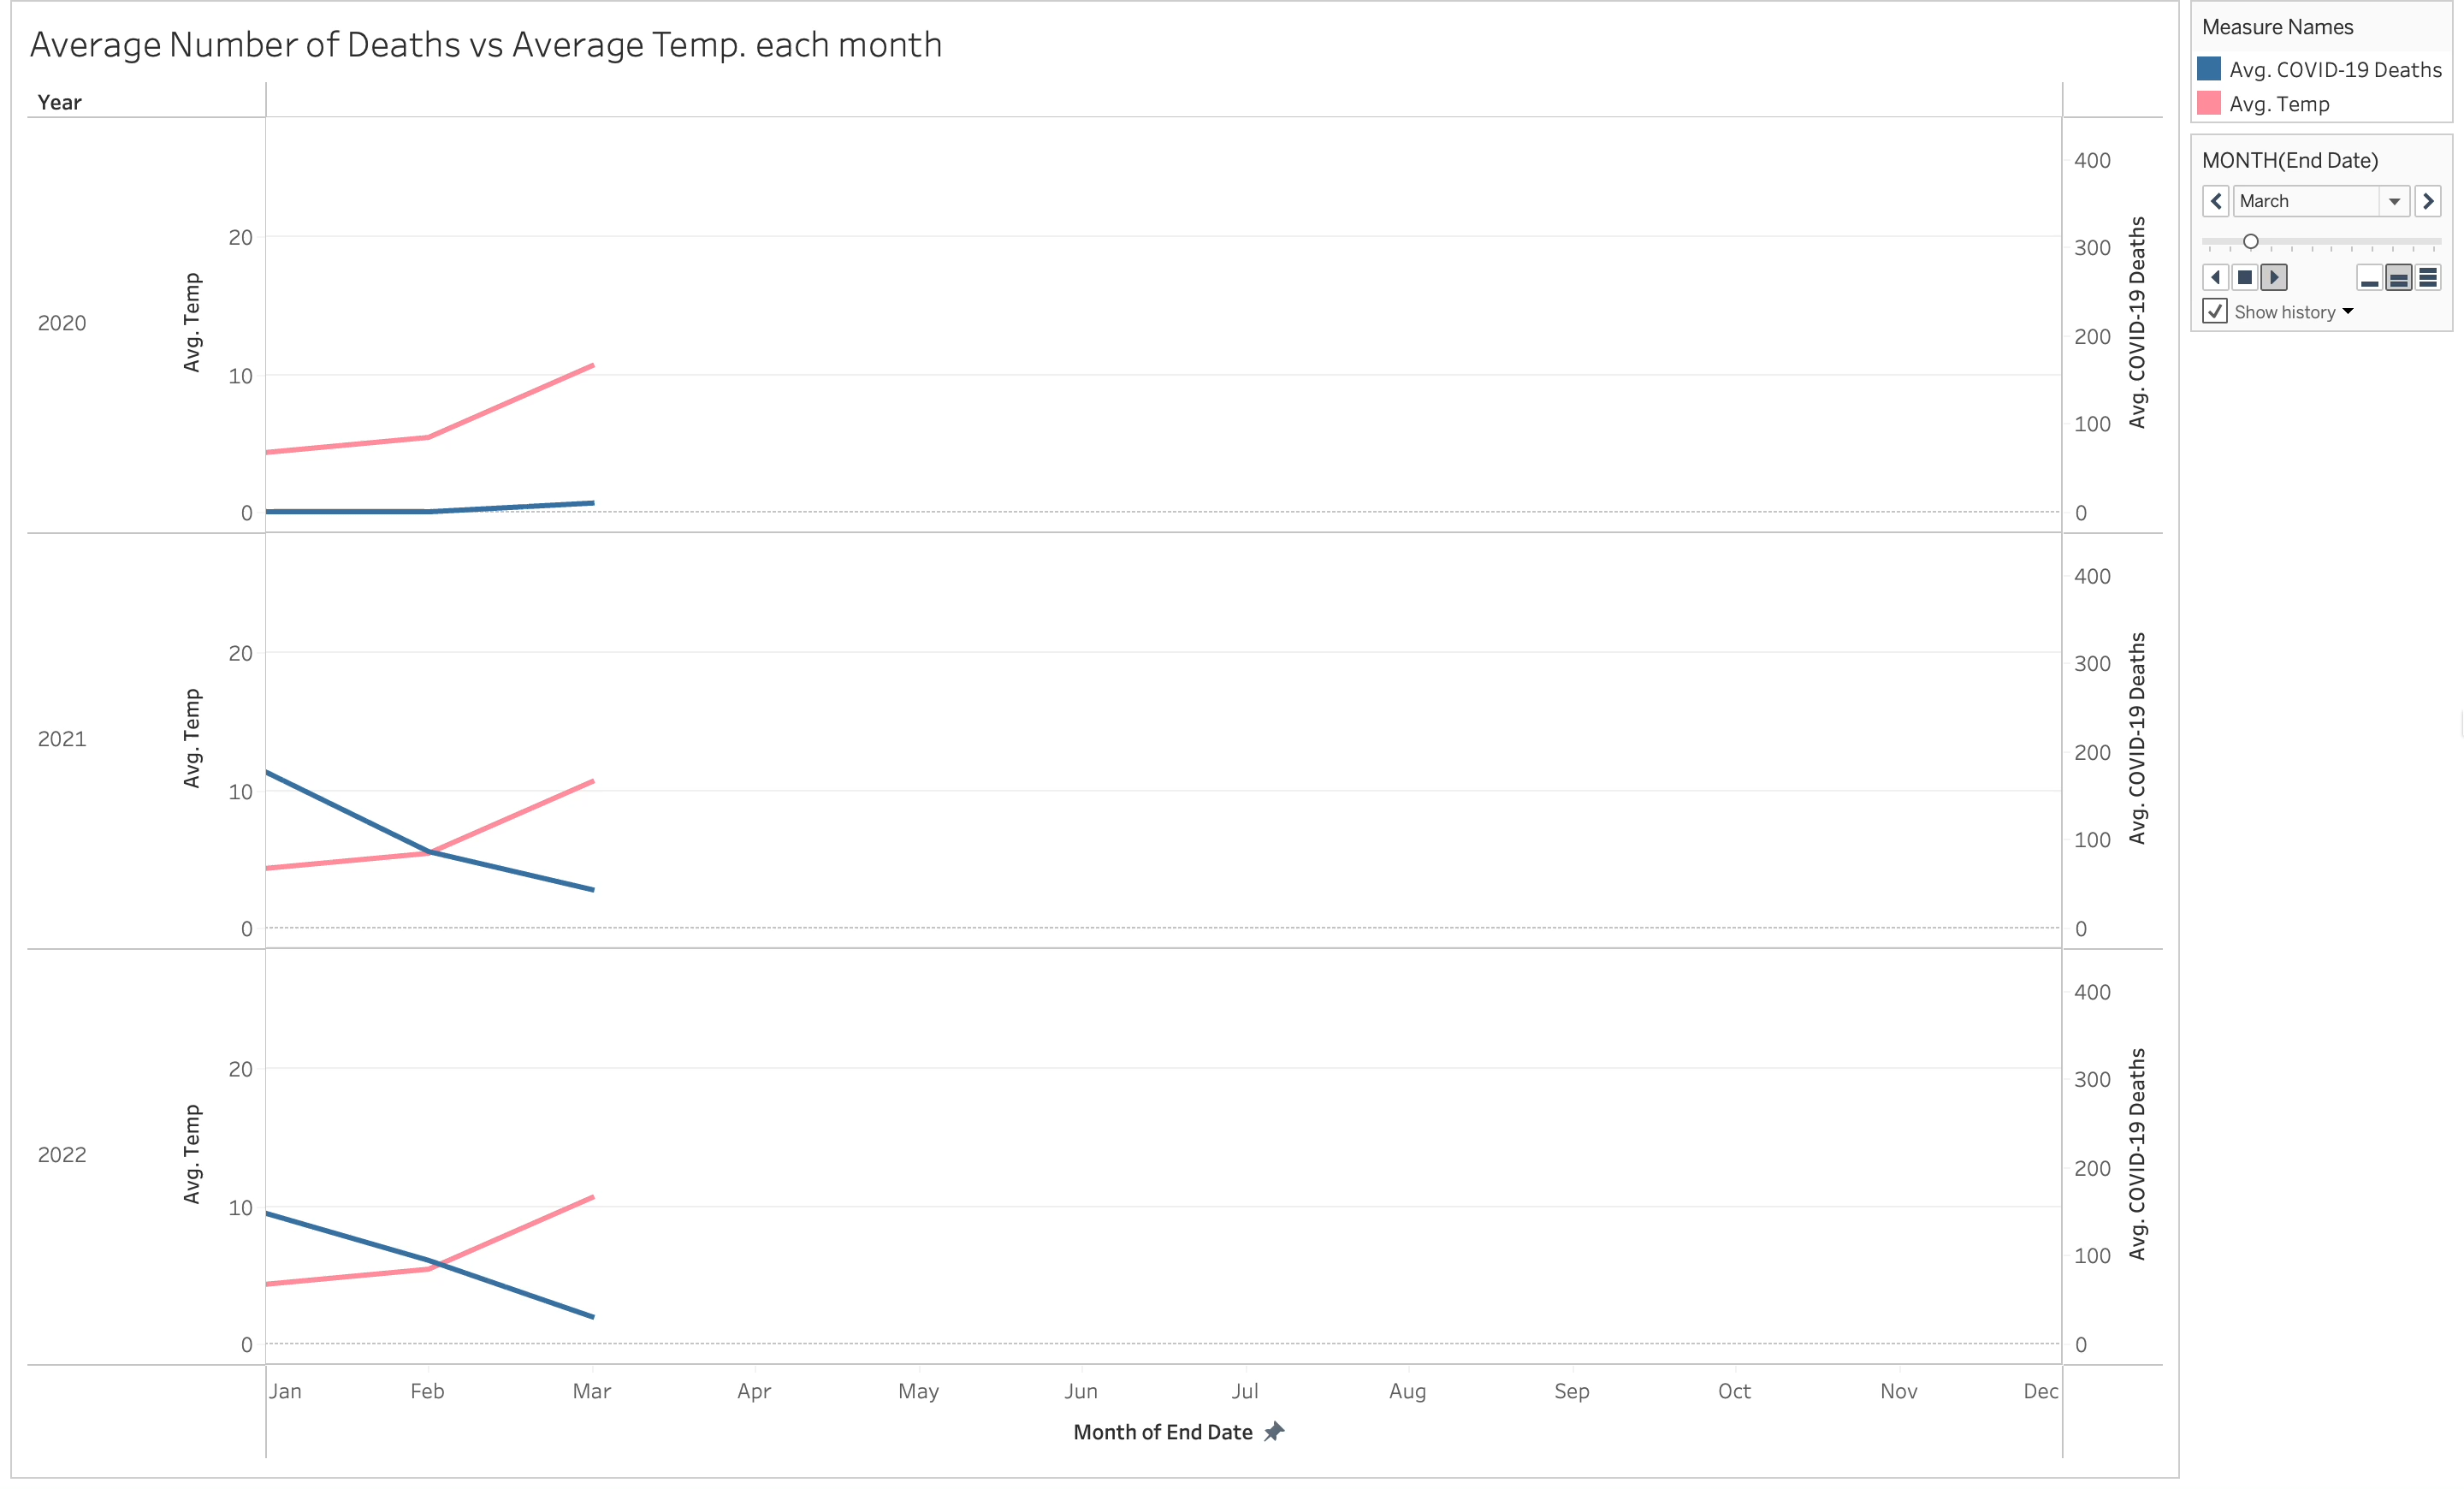 Average Number of Deaths vs Average Temp. each month
Year
2020
Avg. Temp
20
10
0
400
300
200
100
0
Avg. COVID-19 Deaths
2021
Avg. Temp
20
10
0
400
300
200
100
0
Avg. COVID-19 Deaths
2022
Avg. Temp
20
10
0
400
300
200
100
0
Avg. COVID-19 Deaths
Jan Feb Mar Apr May Jun Jul Aug Sep Oct Nov Dec
Month of End Date
Measure Names
Avg. COVID-19 Deaths
Avg. Temp
MONTH(End Date)
March
Show history